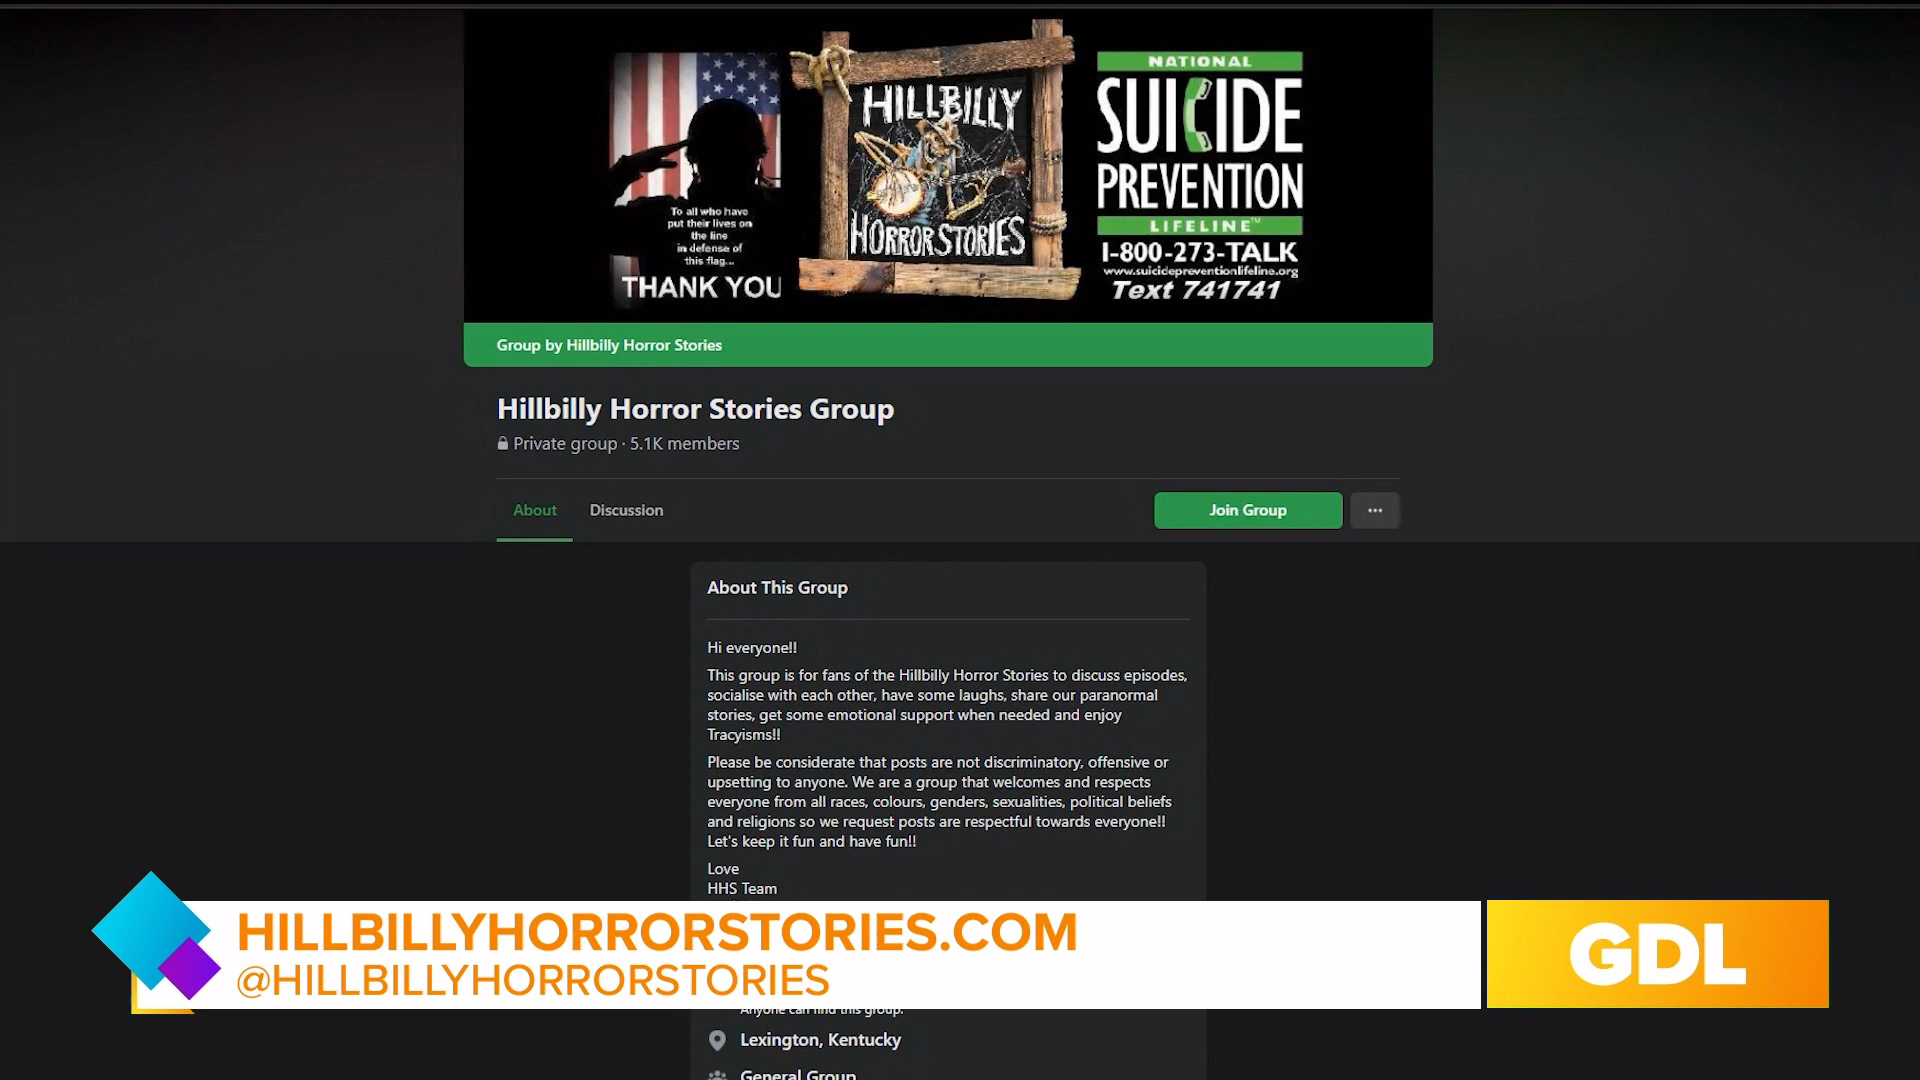 To all who have
put their lives on
the line
in defense of
this flag...
THANK YOU
HILLBILLY
HORROR STORIES
NATIONAL
SUICIDE
PREVENTION
LIFELINE™
1-800-273-TALK
www.suicidepreventionlifeline.org
Text 741741
Group by Hillbilly Horror Stories
Hillbilly Horror Stories Group
Private group · 5.1K members
About
Discussion
Join Group
...
About This Group
Hi everyone!!
This group is for fans of the Hillbilly Horror Stories to discuss episodes,
socialise with each other, have some laughs, share our paranormal
stories, get some emotional support when needed and enjoy
Tracyisms!!
Please be considerate that posts are not discriminatory, offensive or
upsetting to anyone. We are a group that welcomes and respects
everyone from all races, colours, genders, sexualities, political beliefs
and religions so we request posts are respectful towards everyone!!
Let's keep it fun and have fun!!
Love
HHS Team
HILLBILLYHORRORSTORIES.COM
@HILLBILLYHORRORSTORIES
GDL
Anyone can find this group.
Lexington, Kentucky
General Group